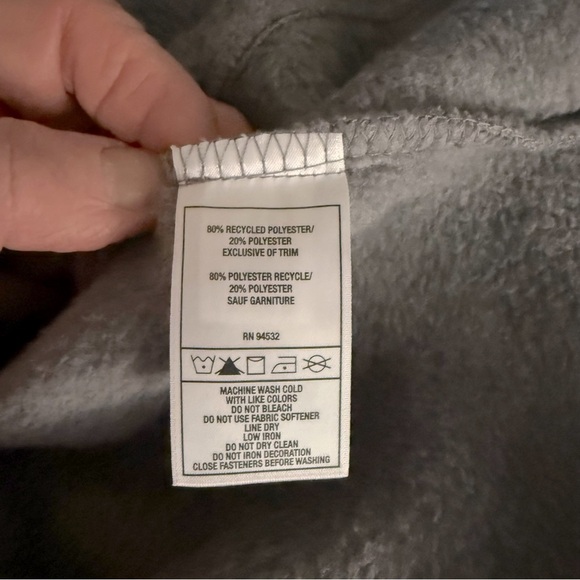 80% RECYCLED POLYESTER/
20% POLYESTER
EXCLUSIVE OF TRIM
80% POLYESTER RECYCLE/
20% POLYESTER
SAUF GARNITURE
RN 94532
MACHINE WASH COLD
WITH LIKE COLORS
DO NOT BLEACH
DO NOT USE FABRIC SOFTENER
LINE DRY
LOW IRON
DO NOT DRY CLEAN
DO NOT IRON DECORATION
CLOSE FASTENERS BEFORE WASHING